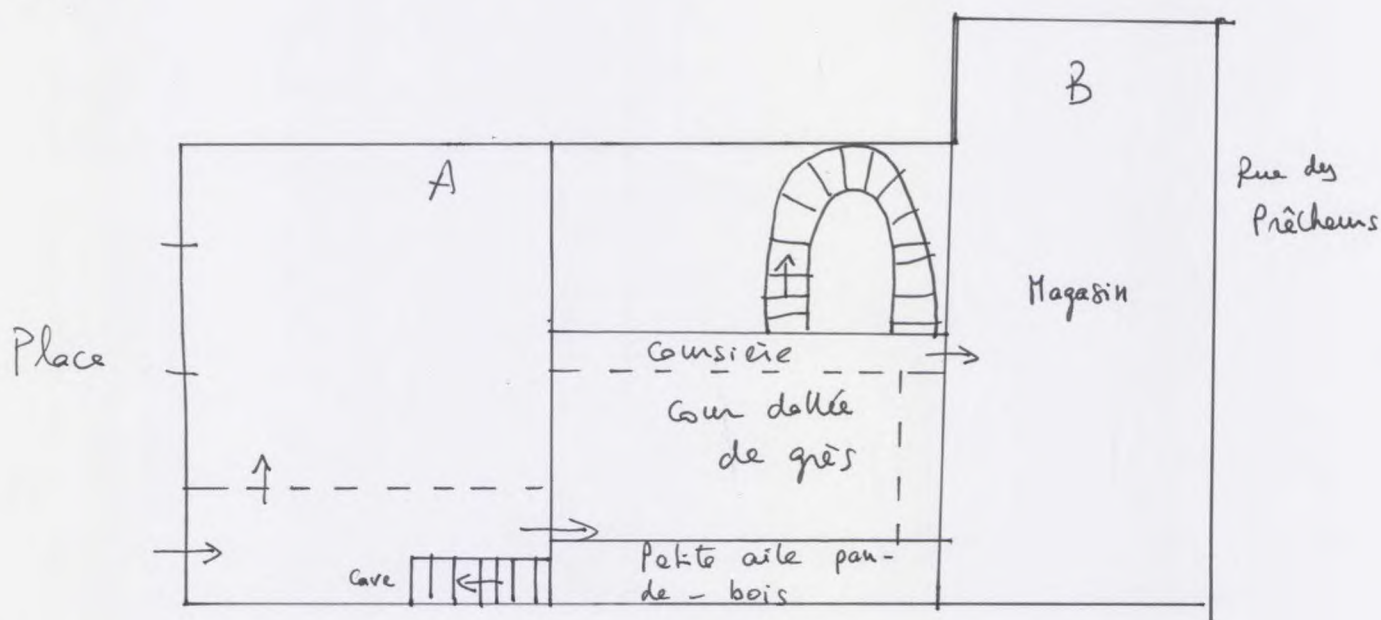 B
A
Rue des
Prêcheurs
Magasin
Place
Coursière
Cour dallée
de grès
Petite aile pan-
de-bois
Cave